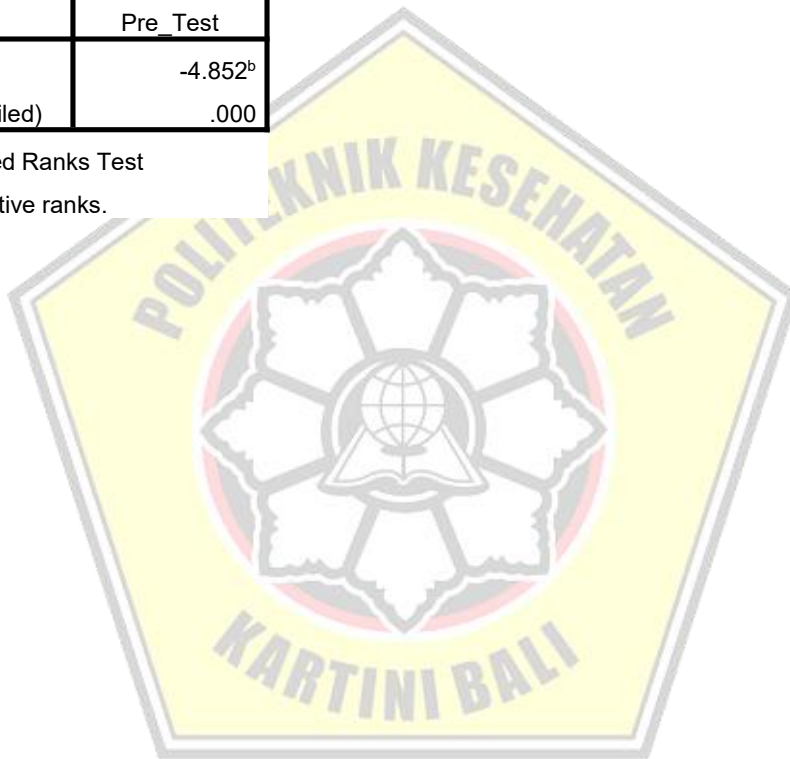 Pre_Test
-4.852ᵇ
iled) .000
ed Ranks Test
tive ranks.
POLITEKNIK KESEHATAN
KARTINI BALI